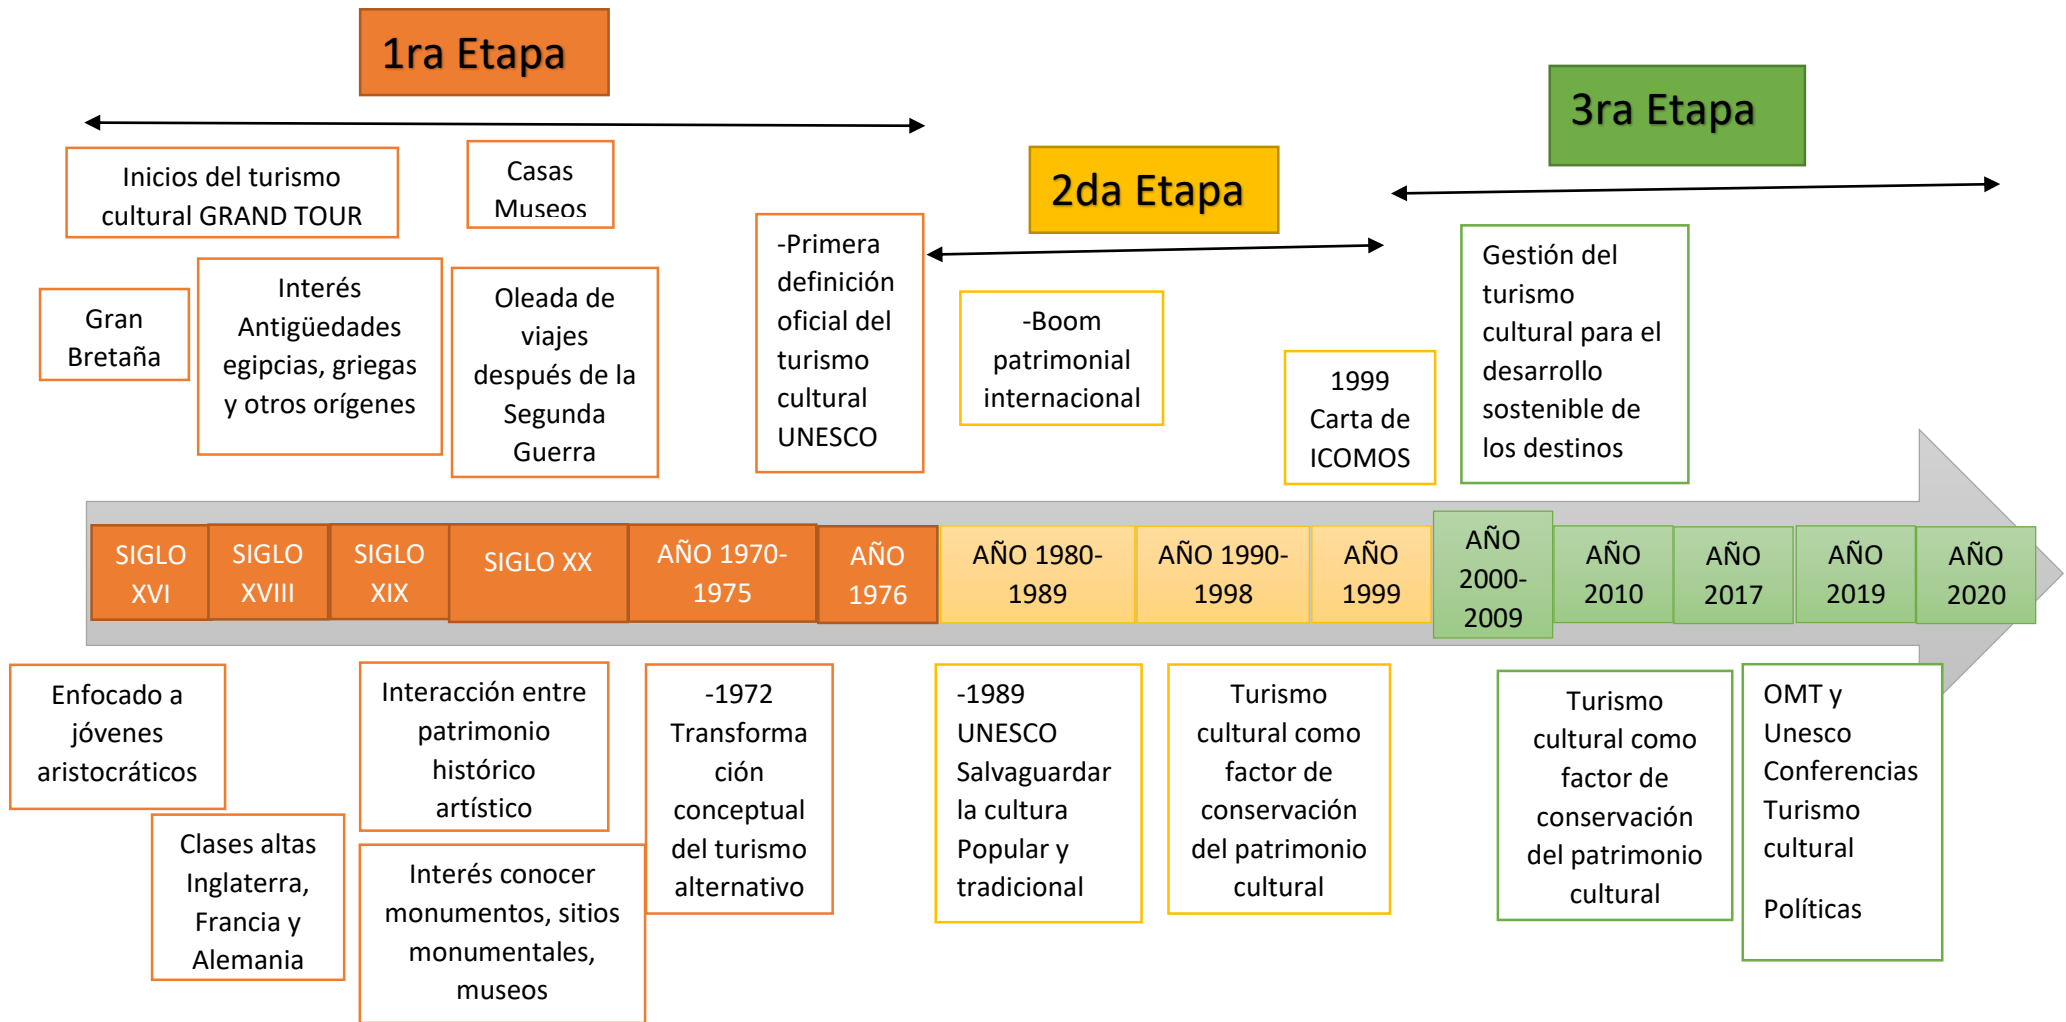 1ra Etapa
2da Etapa
3ra Etapa
Inicios del turismo
cultural GRAND TOUR
Casas
Museos
Gran
Bretaña
Interés
Antigüedades
egipcias, griegas
y otros orígenes
Oleada de
viajes
después de la
Segunda
Guerra
-Primera
definición
oficial del
turismo
cultural
UNESCO
-Boom
patrimonial
internacional
1999
Carta de
ICOMOS
Gestión del
turismo
cultural para el
desarrollo
sostenible de
los destinos
SIGLO
XVI
SIGLO
XVIII
SIGLO
XIX
SIGLO XX
AÑO 1970-
1975
AÑO
1976
AÑO 1980-
1989
AÑO 1990-
1998
AÑO
1999
AÑO
2000-
2009
AÑO
2010
AÑO
2017
AÑO
2019
AÑO
2020
Enfocado a
jóvenes
aristocráticos
Clases altas
Inglaterra,
Francia y
Alemania
Interacción entre
patrimonio
histórico
artístico
Interés conocer
monumentos, sitios
monumentales,
museos
-1972
Transforma
ción
conceptual
del turismo
alternativo
-1989
UNESCO
Salvaguardar
la cultura
Popular y
tradicional
Turismo
cultural como
factor de
conservación
del patrimonio
cultural
Turismo
cultural como
factor de
conservación
del patrimonio
cultural
OMT y
Unesco
Conferencias
Turismo
cultural
Políticas